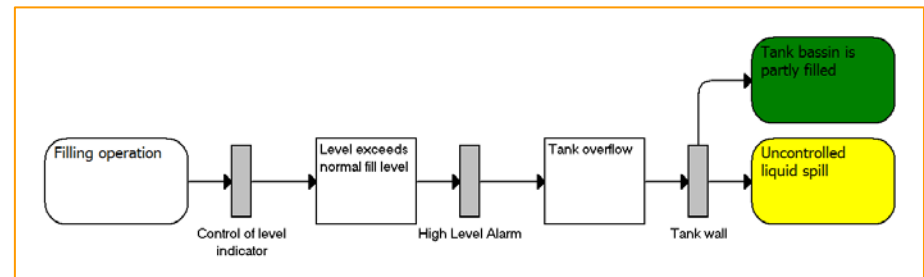 Filling operation
Control of level
indicator
Level exceeds
normal fill level
High Level Alarm
Tank overflow
Tank wall
Tank bassin is
partly filled
Uncontrolled
liquid spill